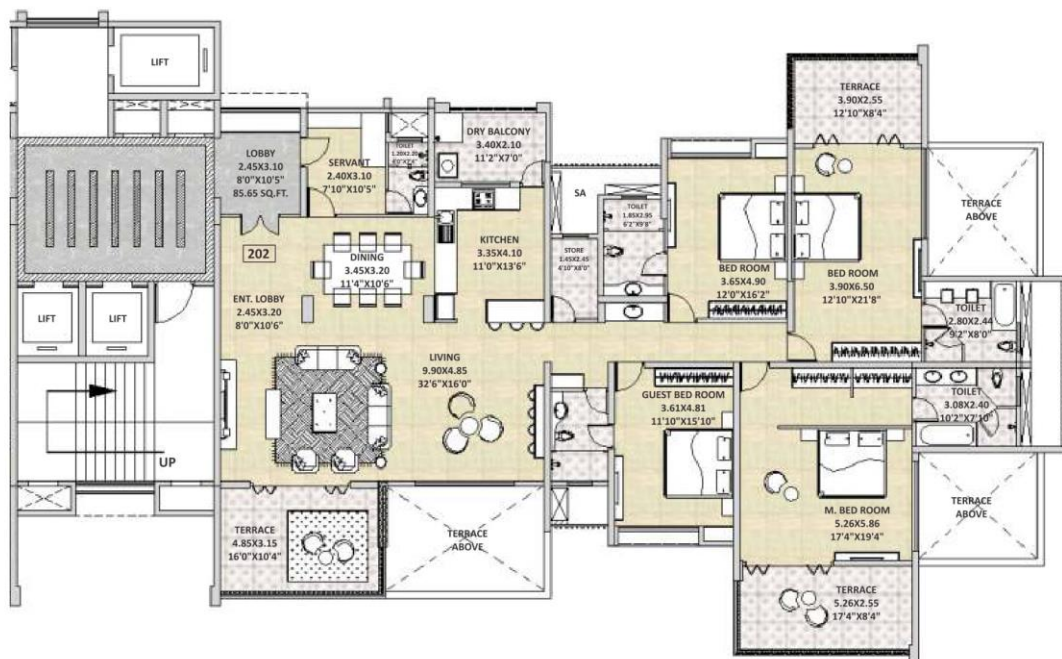 LIFT
TERRACE
3.90X2.55
12'10"X8'4"
LOBBY
2.45X3.10
8'0"X10'5"
85.65 SQ.FT.
SERVANT
2.40X3.10
7'10"X10'5"
TOILET
DRY BALCONY
3.40X2.10
11'2"X7'0"
SA
TOILET
1.85X2.95
6'2"X9'8"
TERRACE
ABOVE
202
DINING
3.45X3.20
11'4"X10'6"
KITCHEN
3.35X4.10
11'0"X13'6"
STORE
1.45X2.45
4'10"X8'0"
BED ROOM
3.65X4.90
12'0"X16'2"
BED ROOM
3.90X6.50
12'10"X21'8"
ENT. LOBBY
2.45X3.20
8'0"X10'6"
LIFT
LIFT
TOILET
2.80X2.44
9'2"X8'0"
LIVING
9.90X4.85
32'6"X16'0"
GUEST BED ROOM
3.61X4.81
11'10"X15'10"
TOILET
3.08X2.40
10'2"X7'10"
UP
TERRACE
4.85X3.15
16'0"X10'4"
TERRACE
ABOVE
M. BED ROOM
5.26X5.86
17'4"X19'4"
TERRACE
ABOVE
TERRACE
5.26X2.55
17'4"X8'4"